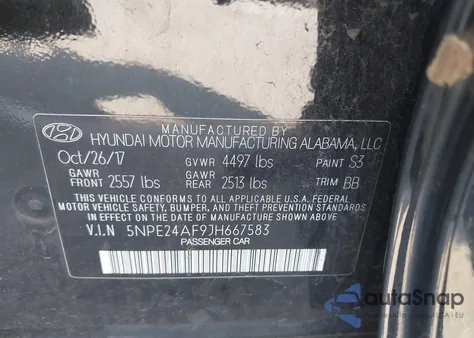 MANUFACTURED BY
HYUNDAI MOTOR MANUFACTURING ALABAMA, LLC
Oct/26/17 GVWR 4497 lbs PAINT S3
GAWR FRONT 2557 lbs GAWR REAR 2513 lbs TRIM BB
THIS VEHICLE CONFORMS TO ALL APPLICABLE U.S.A. FEDERAL
MOTOR VEHICLE SAFETY, BUMPER, AND THEFT PREVENTION
STANDARDS IN EFFECT ON THE DATE OF MANUFACTURE SHOWN ABOVE.
V.I.N 5NPE24AF9JH667583
PASSENGER CAR
autoSnap